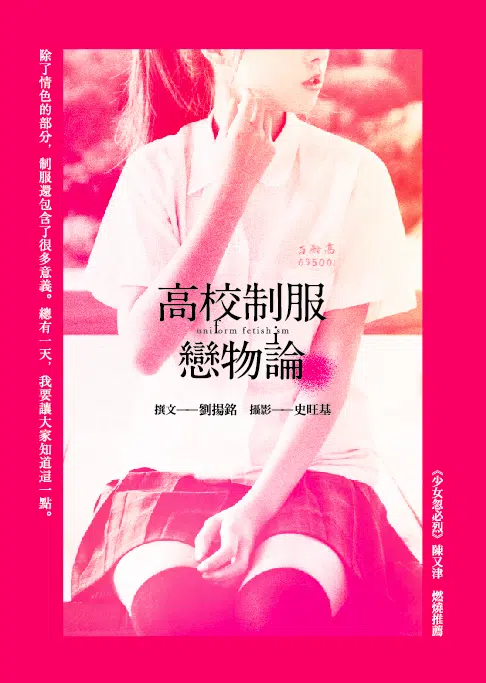 除了情色的部分，制服還包含了很多意義。總有一天，我要讓大家知道這一點。
百齡高
高校制服
uniform fetishism
戀物論
撰文——劉揚銘　攝影——史旺基
《少女忽必烈》陳又津　燃燒推薦